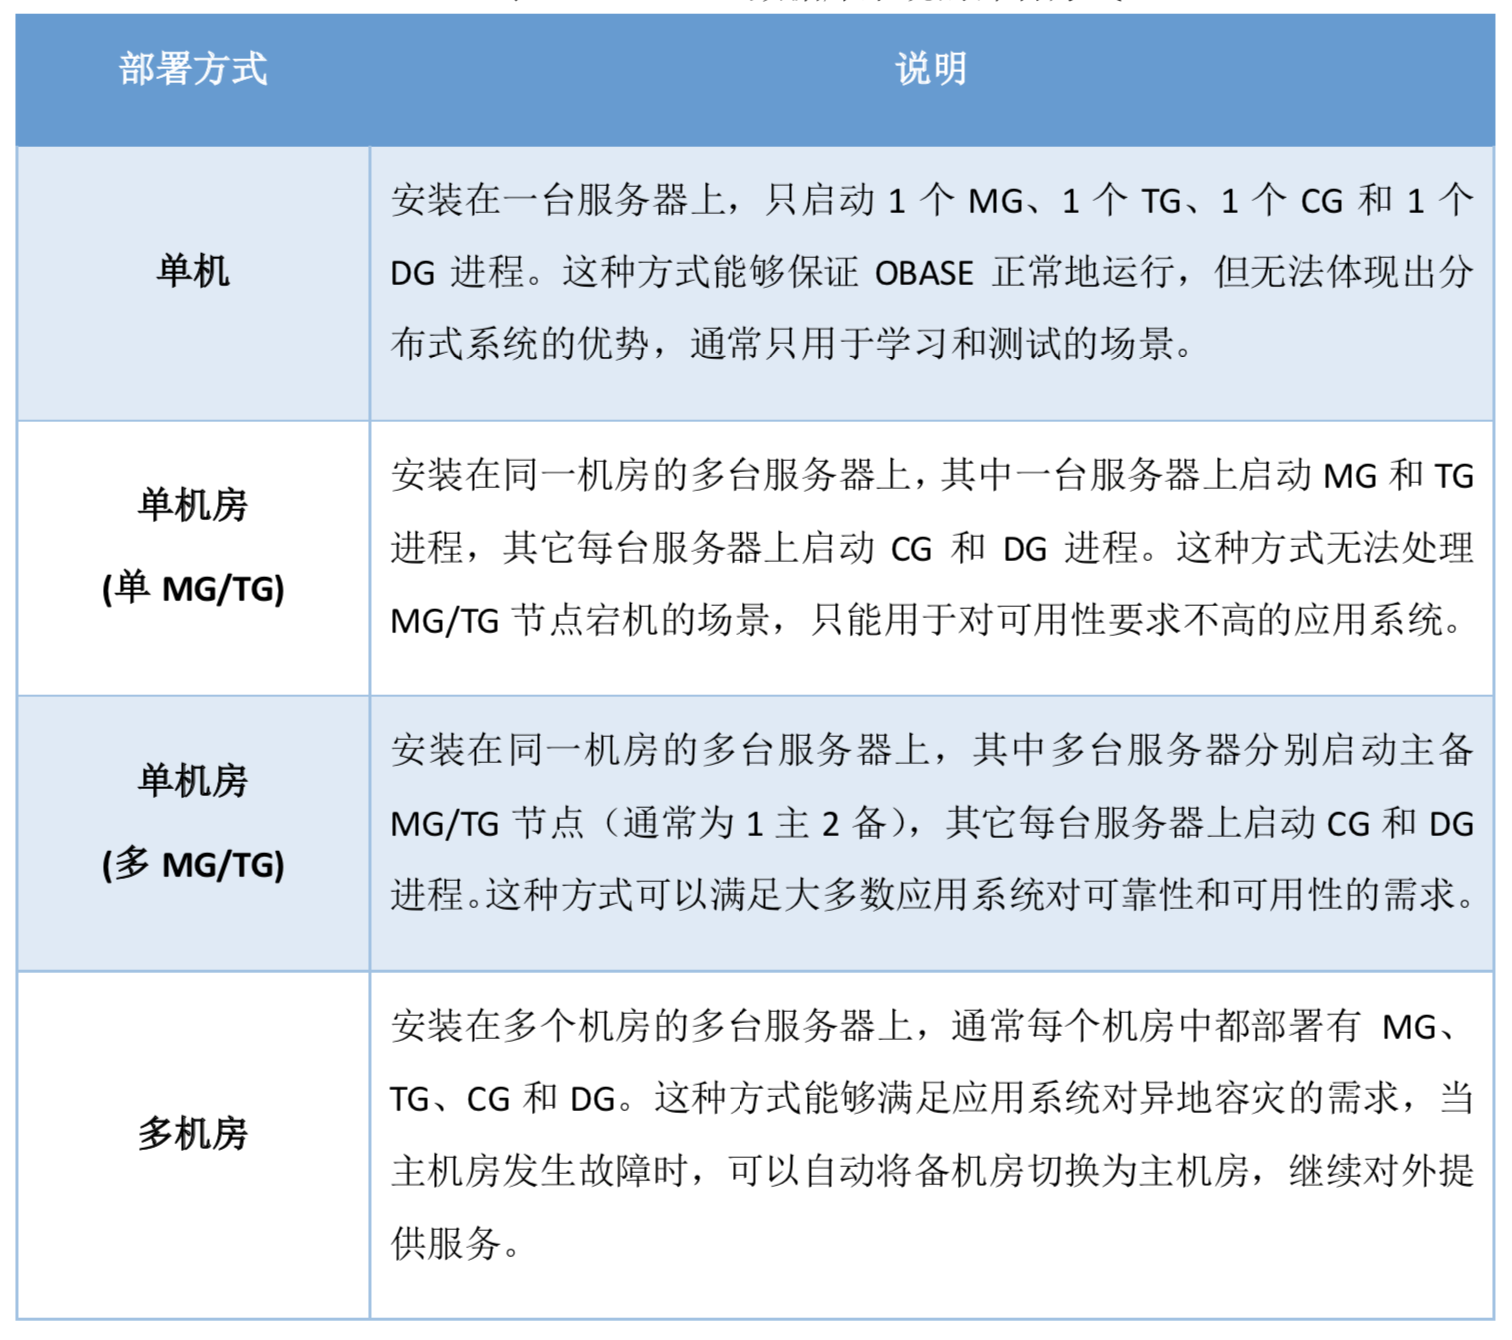 部署方式
说明
单机
安装在一台服务器上，只启动 1 个 MG、1 个 TG、1 个 CG 和 1 个
DG 进程。这种方式能够保证 OBASE 正常地运行，但无法体现出分
布式系统的优势，通常只用于学习和测试的场景。
单机房
(单 MG/TG)
安装在同一机房的多台服务器上，其中一台服务器上启动 MG 和 TG
进程，其它每台服务器上启动 CG 和 DG 进程。这种方式无法处理
MG/TG 节点宕机的场景，只能用于对可用性要求不高的应用系统。
单机房
(多 MG/TG)
安装在同一机房的多台服务器上，其中多台服务器分别启动主备
MG/TG 节点（通常为 1 主 2 备），其它每台服务器上启动 CG 和 DG
进程。这种方式可以满足大多数应用系统对可靠性和可用性的需求。
多机房
安装在多个机房的多台服务器上，通常每个机房中都部署有 MG、
TG、CG 和 DG。这种方式能够满足应用系统对异地容灾的需求，当
主机房发生故障时，可以自动将备机房切换为主机房，继续对外提
供服务。